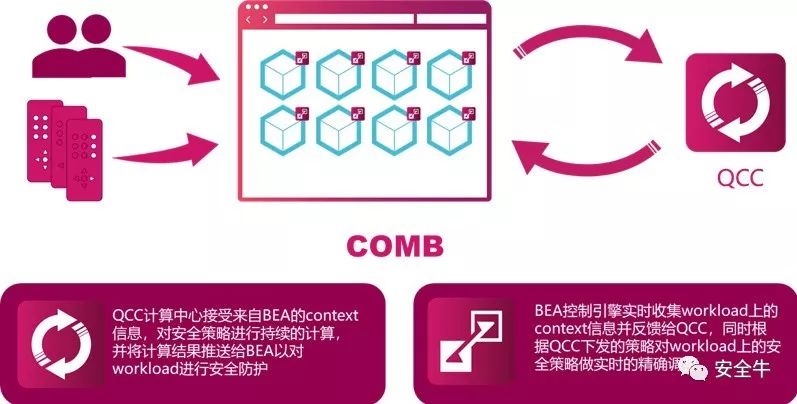 QCC
COMB
QCC计算中心接受来自BEA的context
信息，对安全策略进行持续的计算，
并将计算结果推送给BEA以对
workload进行安全防护
BEA控制引擎实时收集workload上的
context信息并反馈给QCC，同时根
据QCC下发的策略对workload上的安
全策略做实时的精确调
安全牛